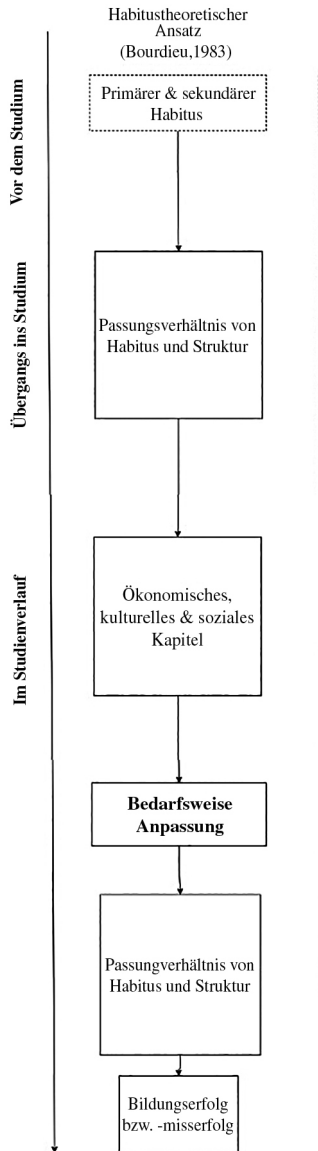 Habitustheoretischer
Ansatz
(Bourdieu,1983)
Vor dem Studium
Primärer & sekundärer
Habitus
Übergangs ins Studium
Passungsverhältnis von
Habitus und Struktur
Im Studienverlauf
Ökonomisches,
kulturelles & soziales
Kapitel
Bedarfsweise
Anpassung
Passungverhältnis von
Habitus und Struktur
Bildungserfolg
bzw. -misserfolg